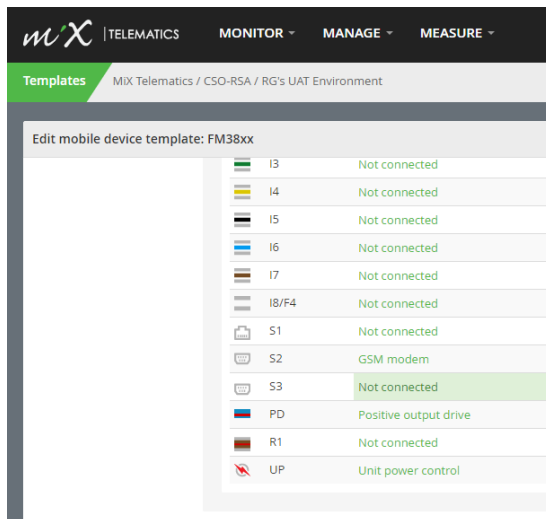 miX | TELEMATICS MONITOR MANAGE MEASURE
Templates MiX Telematics / CSO-RSA / RG's UAT Environment
Edit mobile device template: FM38xx
I3 Not connected
I4 Not connected
I5 Not connected
I6 Not connected
I7 Not connected
I8/F4 Not connected
S1 Not connected
S2 GSM modem
S3 Not connected
PD Positive output drive
R1 Not connected
UP Unit power control